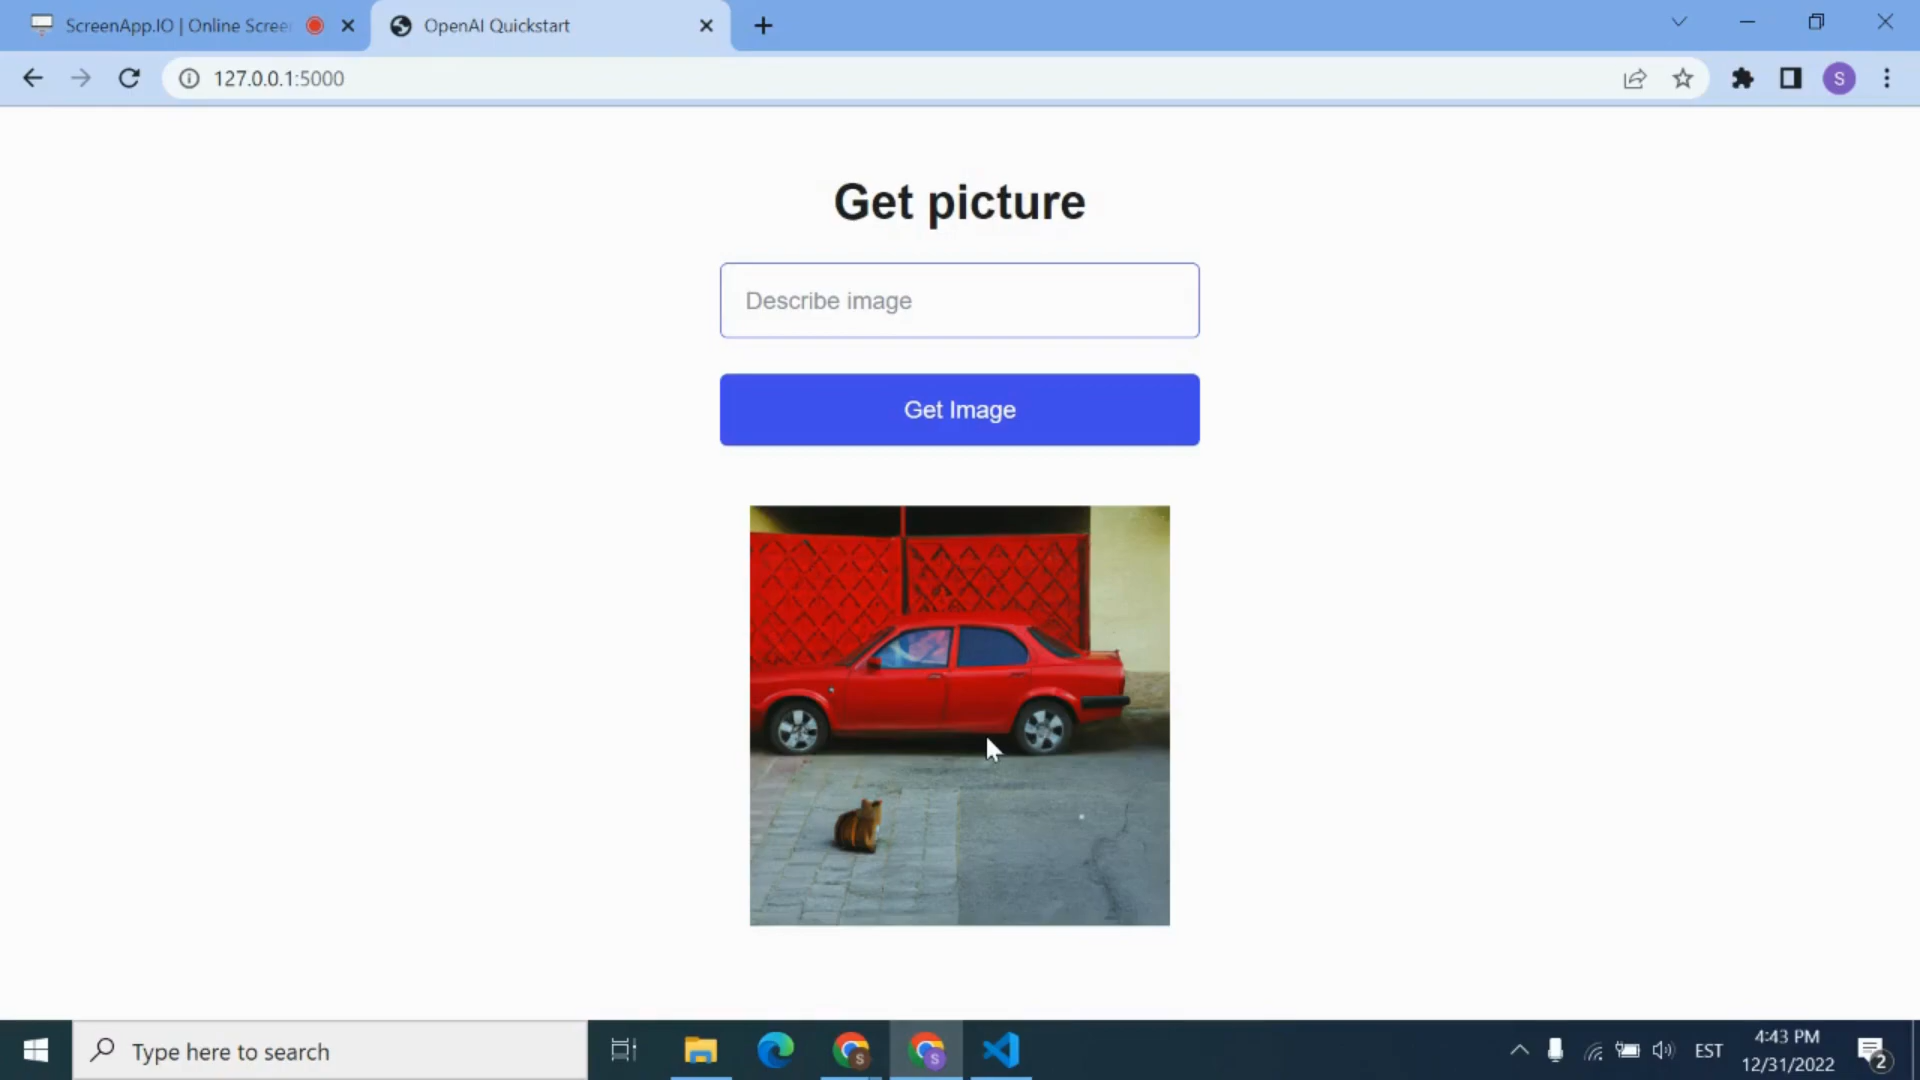 ScreenApp.IO | Online Scree
OpenAI Quickstart
127.0.0.1:5000
S
Get picture
Describe image
Get Image
Type here to search
S
S
EST
4:43 PM
12/31/2022
2